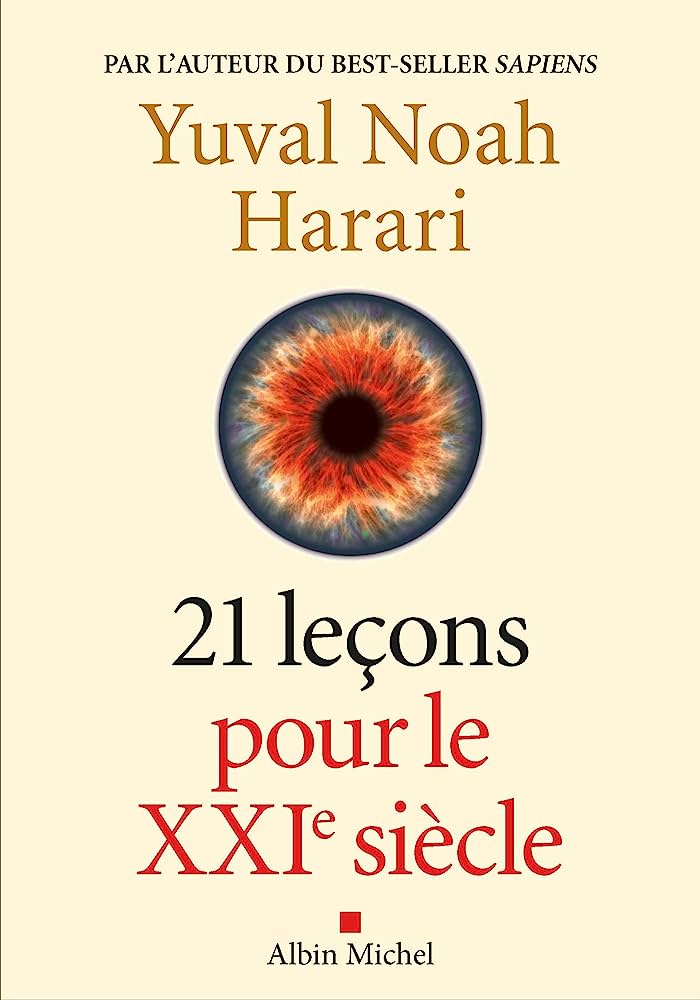 PAR L’AUTEUR DU BEST-SELLER SAPIENS
Yuval Noah
Harari
21 leçons
pour le
XXIe siècle
Albin Michel